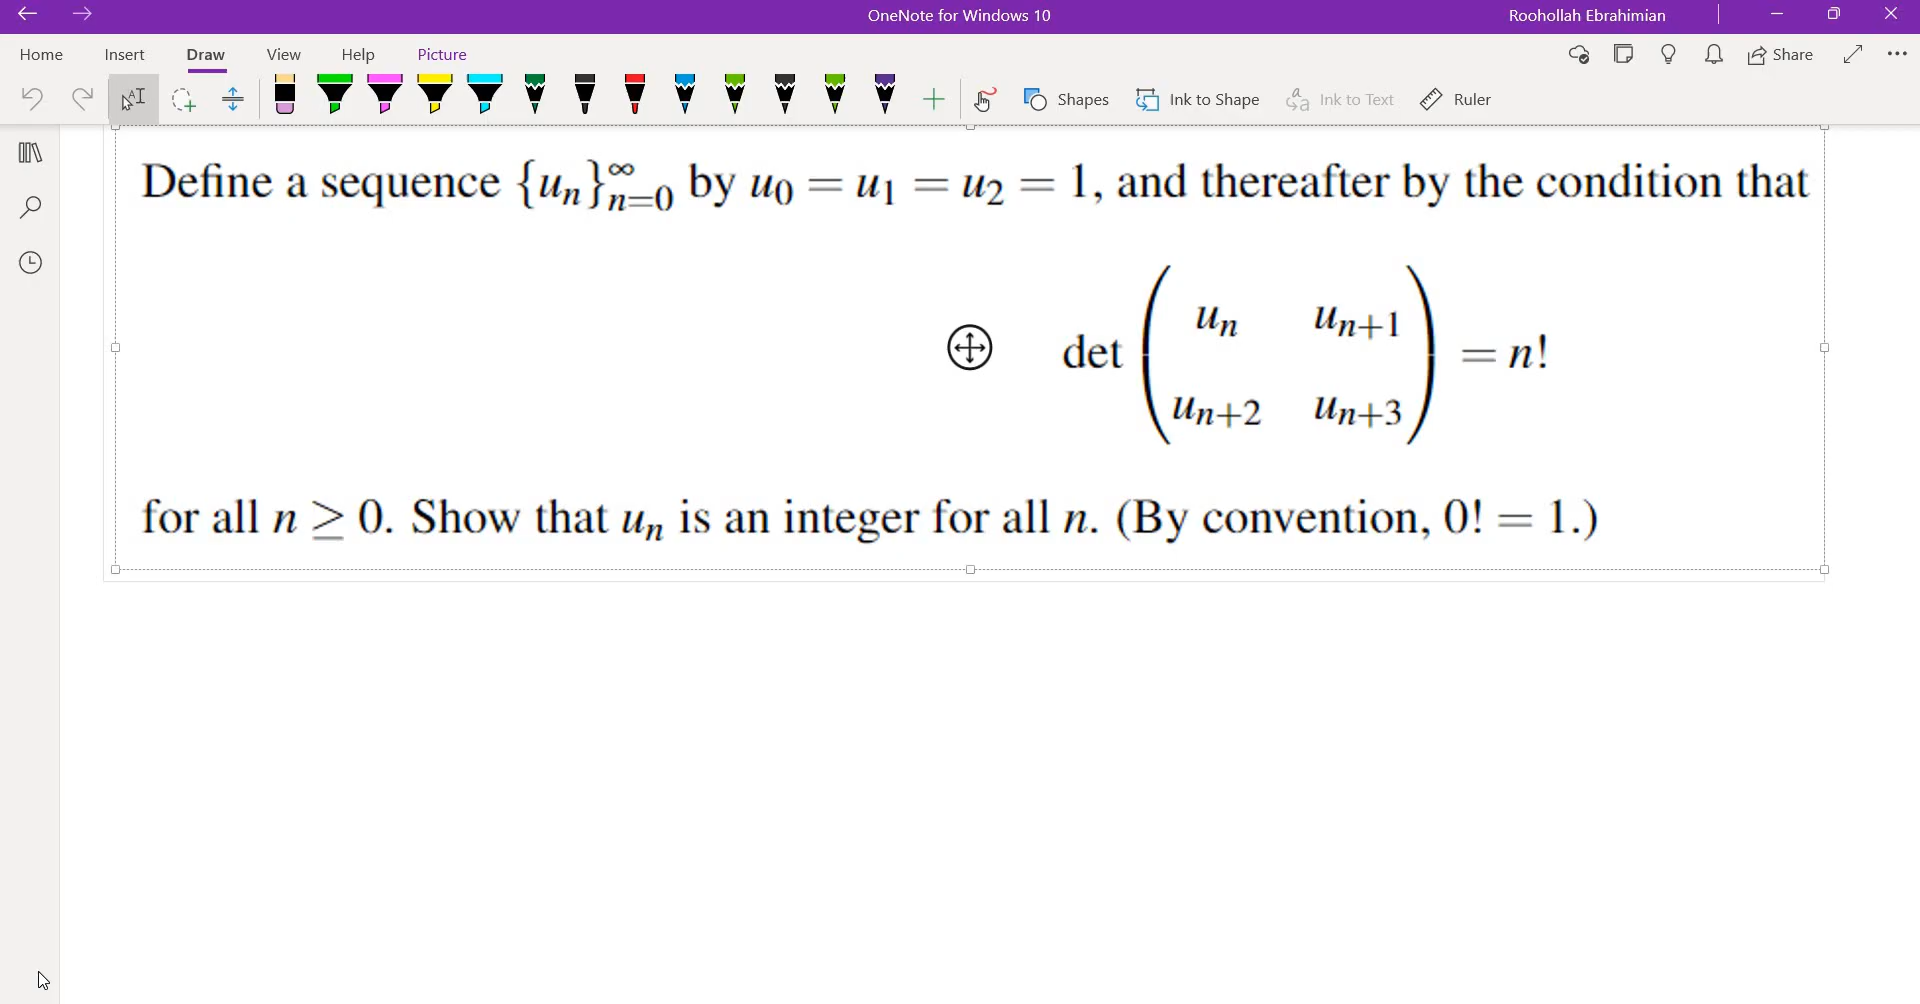 OneNote for Windows 10 Roohollah Ebrahimian
Home Insert Draw View Help Picture Share
Shapes Ink to Shape Ink to Text Ruler
Define a sequence {u_n}_{n=0}^∞ by u_0 = u_1 = u_2 = 1, and thereafter by the condition that
det ( u_n u_{n+1}
u_{n+2} u_{n+3} ) = n!
for all n ≥ 0. Show that u_n is an integer for all n. (By convention, 0! = 1.)